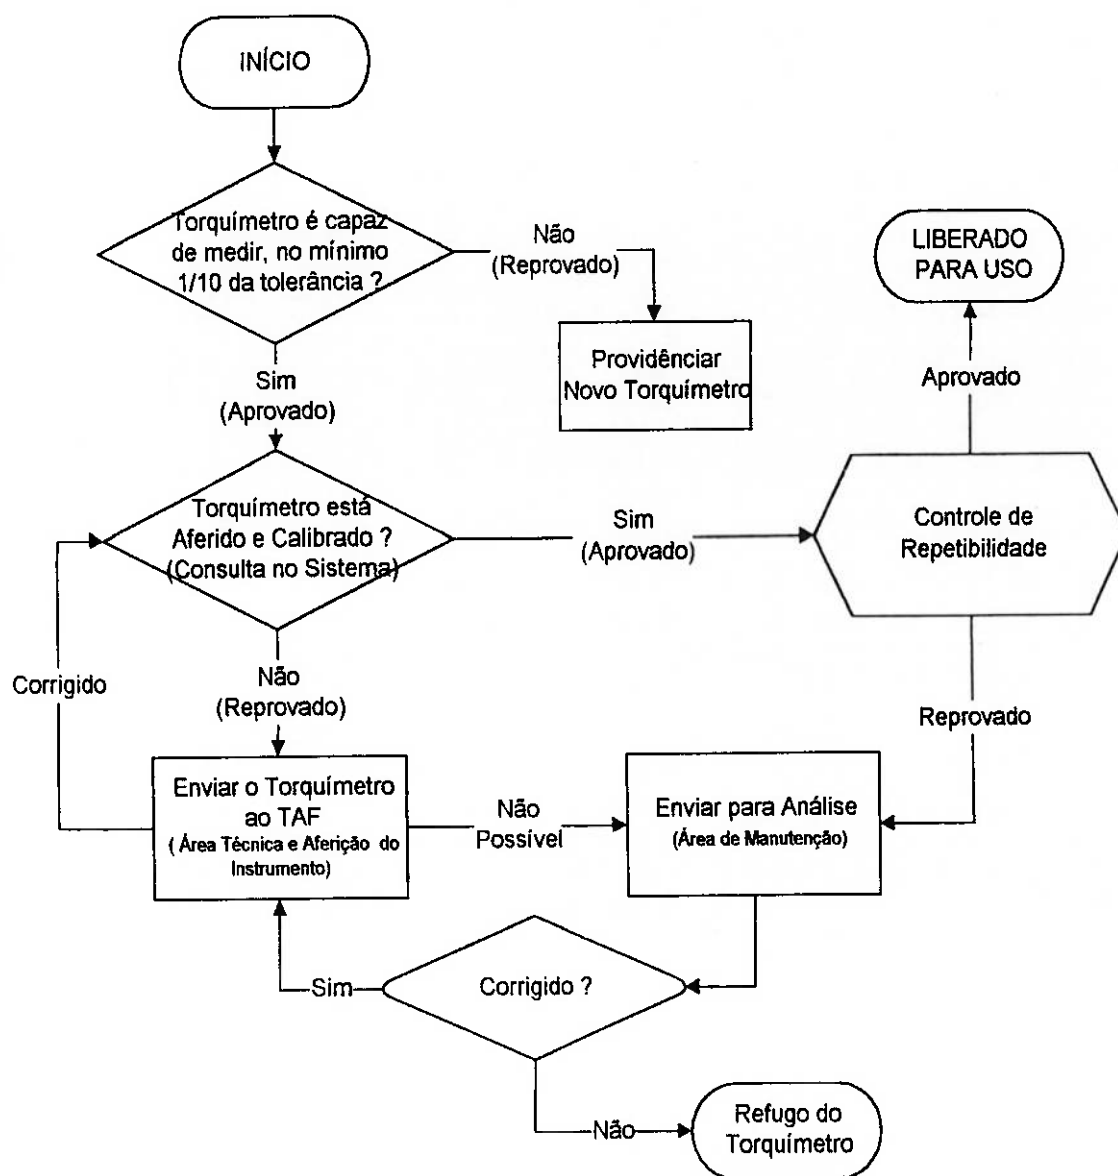 INÍCIO
Torquímetro é capaz
de medir, no mínimo
1/10 da tolerância ?
Não
(Reprovado)
LIBERADO
PARA USO
Providênciar
Novo Torquímetro
Sim
(Aprovado)
Aprovado
Torquímetro está
Aferido e Calibrado ?
(Consulta no Sistema)
Sim
(Aprovado)
Controle de
Repetibilidade
Corrigido
Não
(Reprovado)
Reprovado
Enviar o Torquímetro
ao TAF
( Área Técnica e Aferição do
Instrumento)
Não
Possível
Enviar para Análise
(Área de Manutenção)
Sim
Corrigido ?
Não
Refugo do
Torquímetro